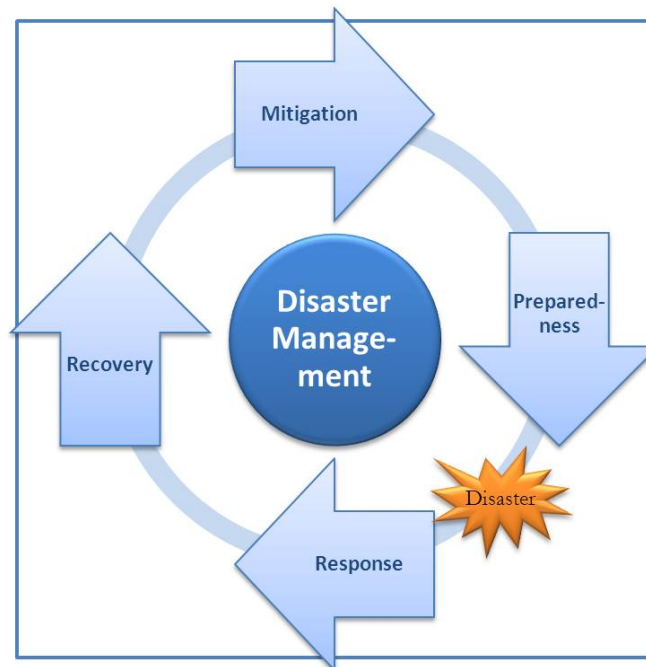 Mitigation
Prepared-
ness
Disaster
Manage-
ment
Recovery
Disaster
Response